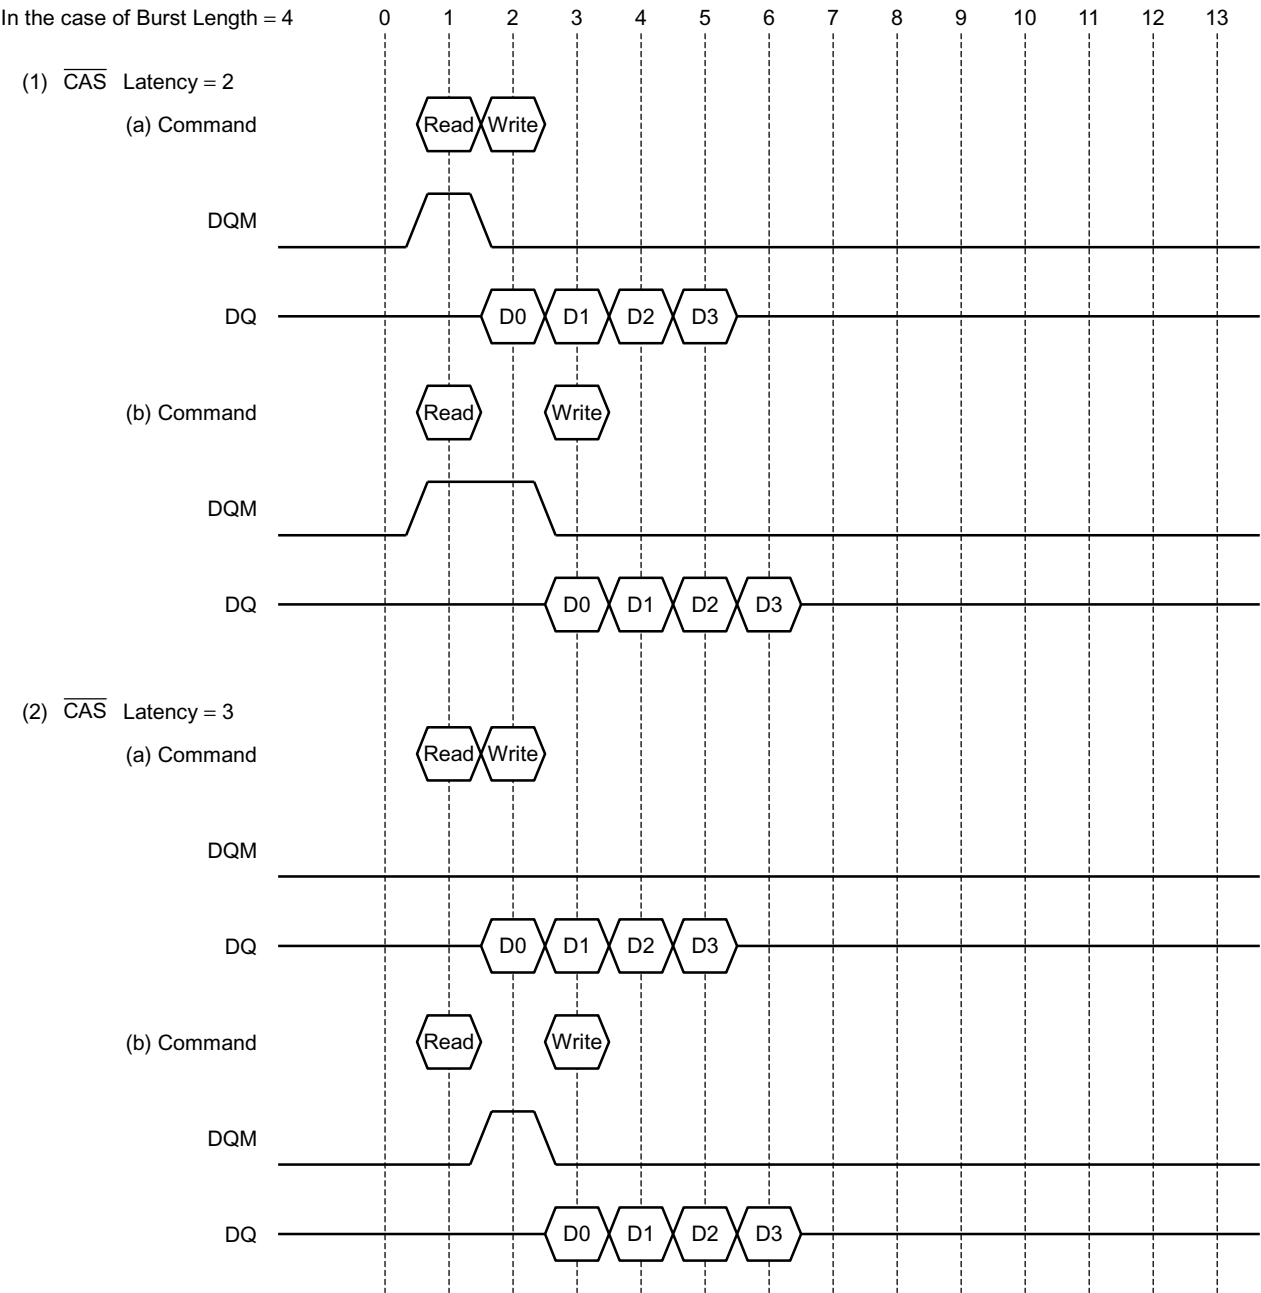 In the case of Burst Length = 4 0 1 2 3 4 5 6 7 8 9 10 11 12 13
(1) CAS Latency = 2
(a) Command Read Write
DQM
DQ D0 D1 D2 D3
(b) Command Read Write
DQM
DQ D0 D1 D2 D3
(2) CAS Latency = 3
(a) Command Read Write
DQM
DQ D0 D1 D2 D3
(b) Command Read Write
DQM
DQ D0 D1 D2 D3